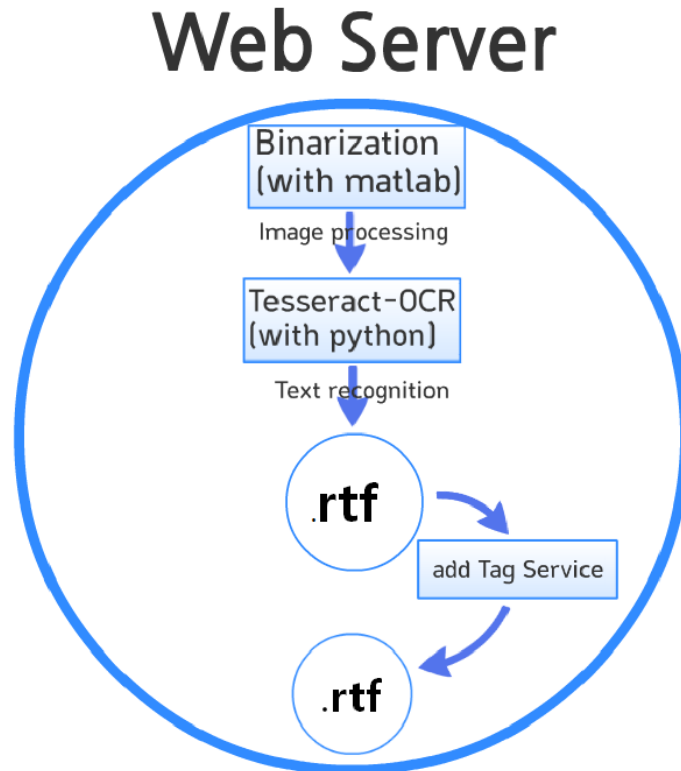 Web Server
Binarization
(with matlab)
Image processing
Tesseract-OCR
(with python)
Text recognition
.rtf
add Tag Service
.rtf